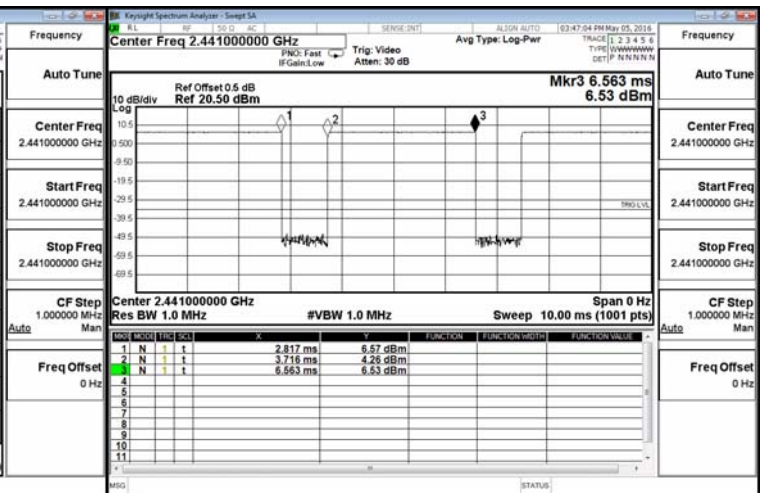 Frequency
Auto Tune
Center Freq
2.441000000 GHz
Start Freq
2.441000000 GHz
Stop Freq
2.441000000 GHz
CF Step
1.000000 MHz
Auto Man
Freq Offset
0 Hz
Keysight Spectrum Analyzer - Swept SA
RL RF 50 Ω AC SENSE:INT ALIGN AUTO 03:47:04 PM May 05, 2016
Center Freq 2.441000000 GHz
PNO: Fast
IFGain:Low
Trig: Video
Atten: 30 dB
Avg Type: Log-Pwr
TRACE 1 2 3 4 5 6
TYPE WWWWWW
DET P NNNNN
Ref Offset 0.5 dB
Ref 20.50 dBm
10 dB/div
Log
Mkr3 6.563 ms
6.53 dBm
1
2
3
10.5
0.500
-9.50
-19.5
-29.5
-39.5
-49.5
-59.5
-69.5
TRIG LVL
Center 2.441000000 GHz Span 0 Hz
Res BW 1.0 MHz #VBW 1.0 MHz Sweep 10.00 ms (1001 pts)
MKR MODE TRC SCL X Y FUNCTION FUNCTION WIDTH FUNCTION VALUE
1 N 1 t 2.817 ms 6.57 dBm
2 N 1 t 3.716 ms 4.26 dBm
3 N 1 t 6.563 ms 6.53 dBm
4
5
6
7
8
9
10
11
MSG STATUS
Frequency
Auto Tune
Center Freq
2.441000000 GHz
Start Freq
2.441000000 GHz
Stop Freq
2.441000000 GHz
CF Step
1.000000 MHz
Auto Man
Freq Offset
0 Hz